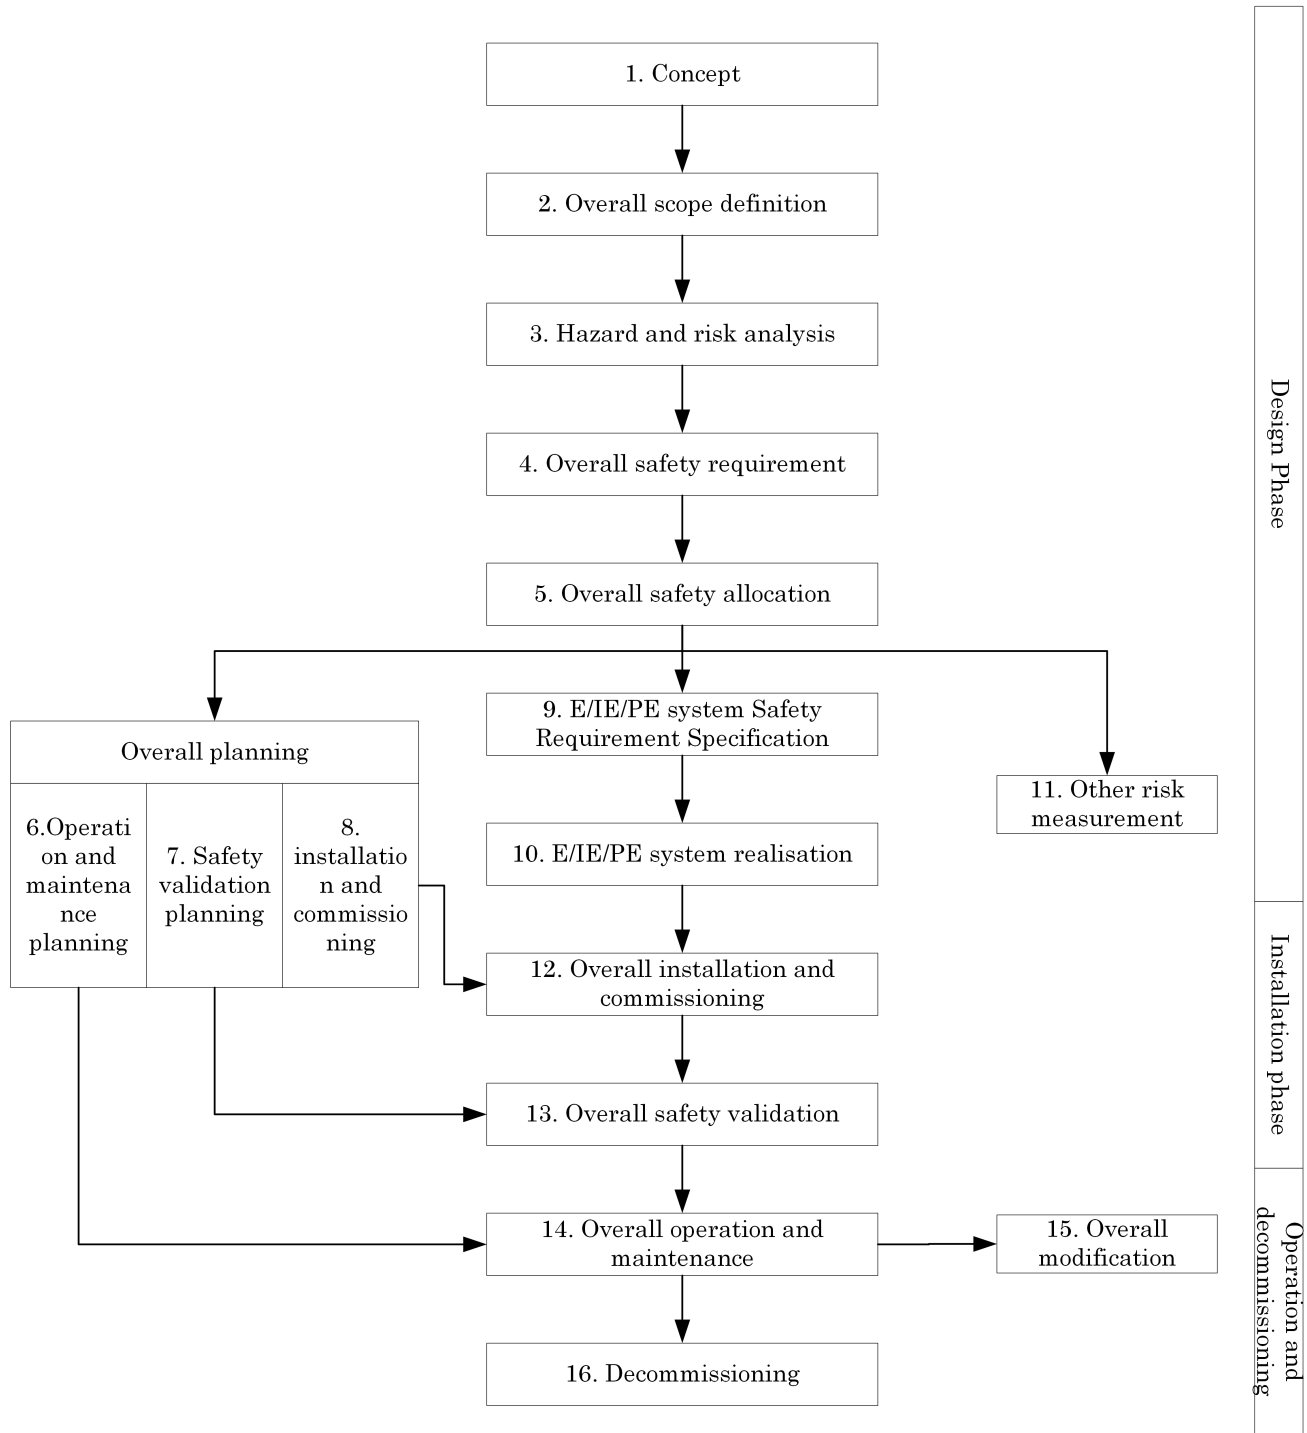 1. Concept
2. Overall scope definition
3. Hazard and risk analysis
4. Overall safety requirement
5. Overall safety allocation
9. E/IE/PE system Safety
Requirement Specification
Overall planning
6.Operati
on and
maintena
nce
planning
7. Safety
validation
planning
8.
installatio
n and
commissio
ning
11. Other risk
measurement
10. E/IE/PE system realisation
12. Overall installation and
commissioning
13. Overall safety validation
14. Overall operation and
maintenance
15. Overall
modification
16. Decommissioning
Design Phase
Installation phase
Operation and
decommissioning